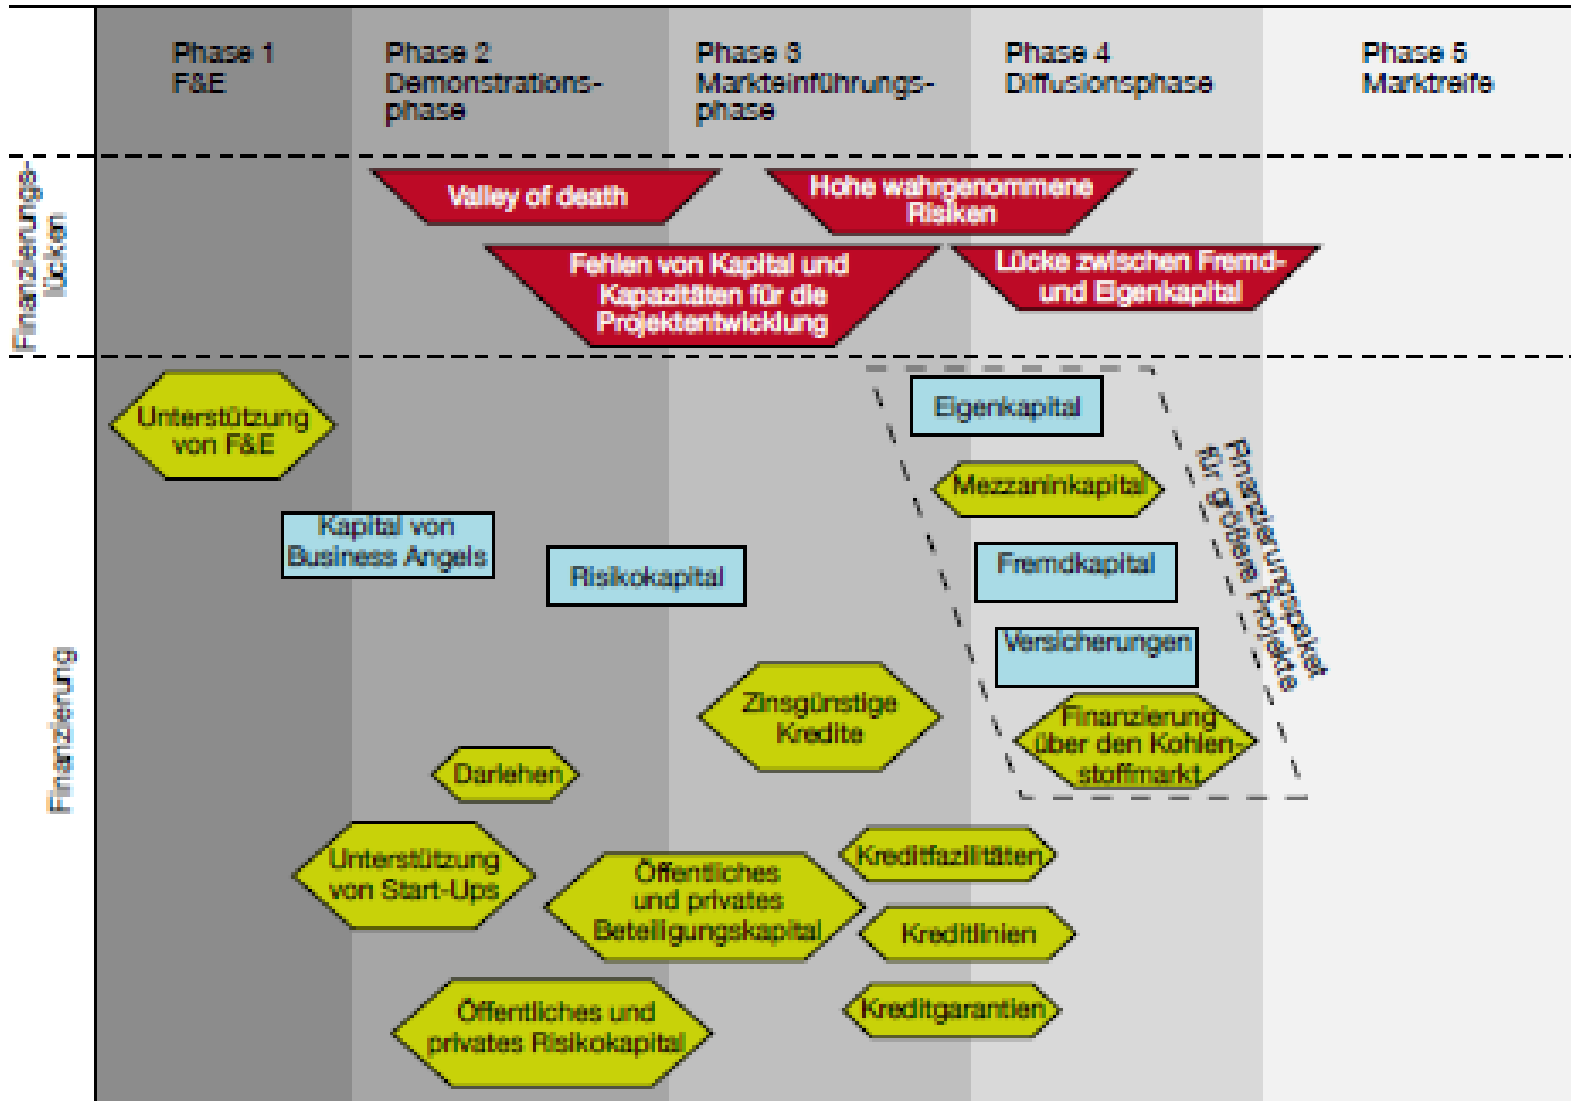 Phase 1
F&E
Phase 2
Demonstrations-
phase
Phase 3
Markteinführungs-
phase
Phase 4
Diffusionsphase
Phase 5
Marktreife
Finanzierungs-
lücken
Valley of death
Hohe wahrgenommene
Risiken
Fehlen von Kapital und
Kapazitäten für die
Projektentwicklung
Lücke zwischen Fremd-
und Eigenkapital
Finanzierung
Unterstützung
von F&E
Kapital von
Business Angels
Risikokapital
Eigenkapital
Mezzaninkapital
Fremdkapital
Versicherungen
Finanzierung
über den Kohlen-
stoffmarkt
Finanzierungspaket
für größere Projekte
Zinsgünstige
Kredite
Darlehen
Unterstützung
von Start-Ups
Öffentliches
und privates
Beteiligungskapital
Kreditfazilitäten
Kreditlinien
Kreditgarantien
Öffentliches und
privates Risikokapital